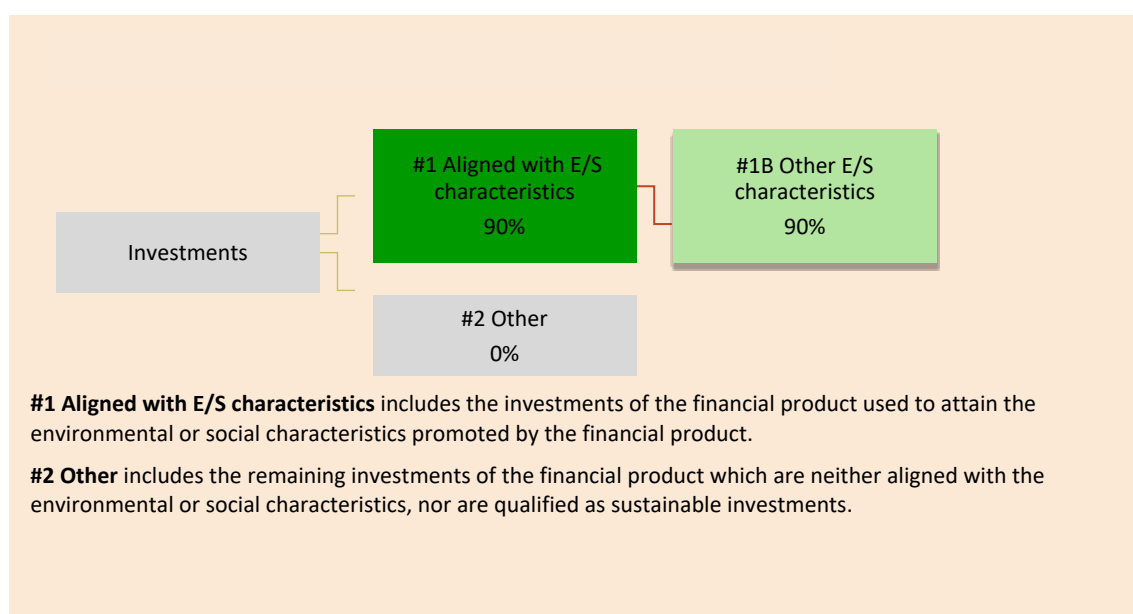 #1 Aligned with E/S
characteristics
90%
#1B Other E/S
characteristics
90%
Investments
#2 Other
0%
#1 Aligned with E/S characteristics includes the investments of the financial product used to attain the
environmental or social characteristics promoted by the financial product.
#2 Other includes the remaining investments of the financial product which are neither aligned with the
environmental or social characteristics, nor are qualified as sustainable investments.